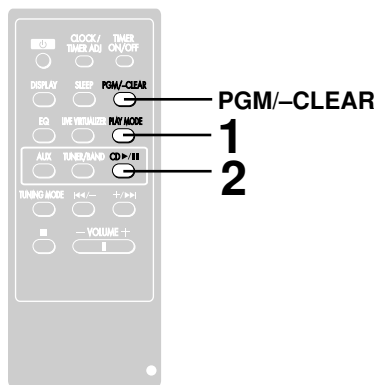 CLOCK / TIMER ADJ
TIMER ON/OFF
DISPLAY SLEEP PGM/–CLEAR
PGM/–CLEAR
EQ LIVE VIRTUALIZER PLAY MODE
1
AUX TUNER/BAND CD ►/▮▮
2
TUNING MODE |◄◄/– +/►►|
■ – VOLUME +